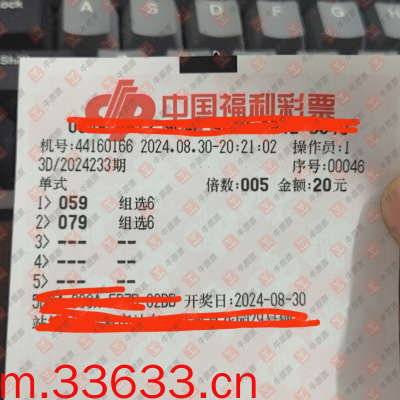 中国福利彩票
机号:44160166 2024.08.30-20:21:02 操作员:1
3D/2024233期 序号:00046
单式 倍数:005 金额:20元
1> 059 组选6
2> 079 组选6
3> --- --
4> --- --
5> --- --
开奖日:2024-08-30
m.33633.cn